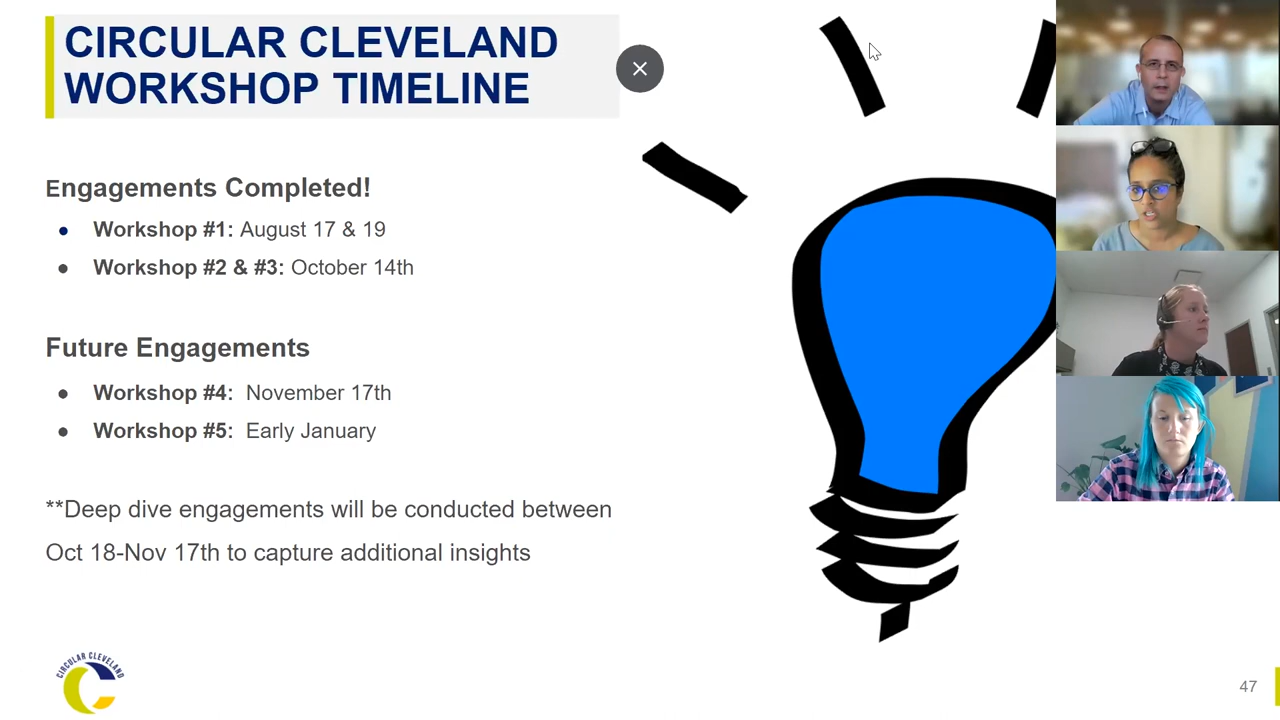 CIRCULAR CLEVELAND
WORKSHOP TIMELINE
Engagements Completed!
● Workshop #1: August 17 & 19
● Workshop #2 & #3: October 14th
Future Engagements
● Workshop #4: November 17th
● Workshop #5: Early January
**Deep dive engagements will be conducted between
Oct 18-Nov 17th to capture additional insights
CIRCULAR CLEVELAND
47